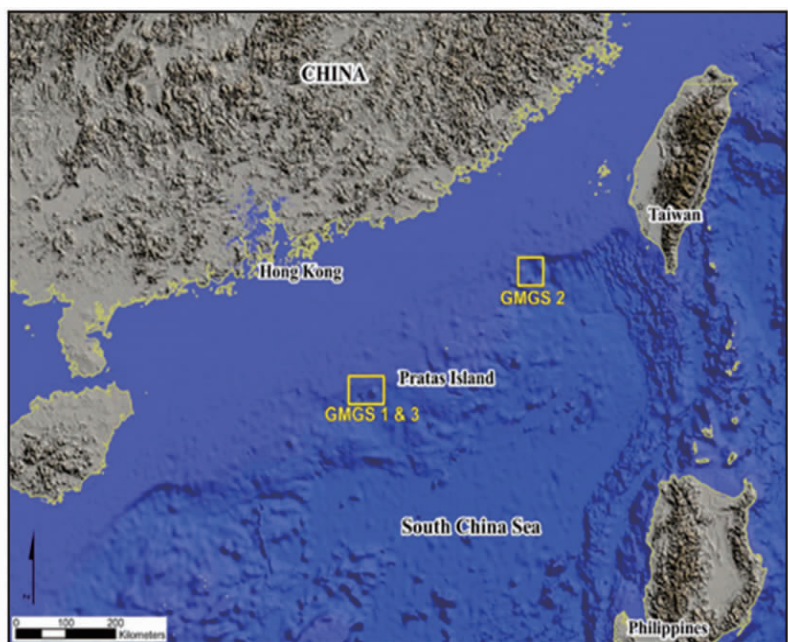 CHINA
Taiwan
Hong Kong
GMGS 2
Pratas Island
GMGS 1 & 3
South China Sea
Philippines
0 100 200
Kilometers